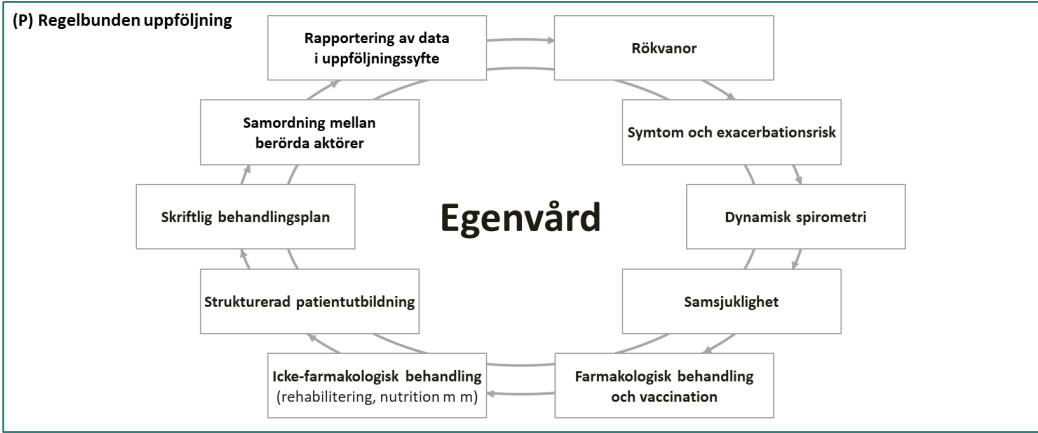 (P) Regelbunden uppföljning
Rapportering av data
i uppföljningssyfte
Rökvanor
Symtom och exacerbationsrisk
Dynamisk spirometri
Samsjuklighet
Farmakologisk behandling
och vaccination
Icke-farmakologisk behandling
(rehabilitering, nutrition m m)
Strukturerad patientutbildning
Skriftlig behandlingsplan
Samordning mellan
berörda aktörer
Egenvård